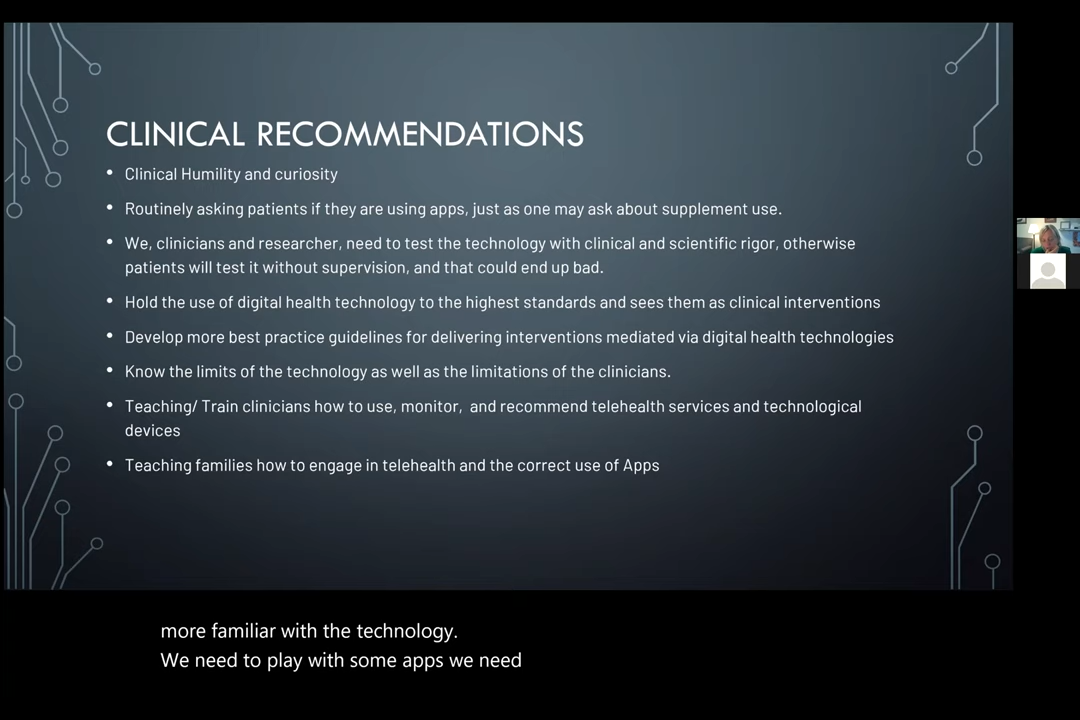 CLINICAL RECOMMENDATIONS
• Clinical Humility and curiosity
• Routinely asking patients if they are using apps, just as one may ask about supplement use.
• We, clinicians and researcher, need to test the technology with clinical and scientific rigor, otherwise
patients will test it without supervision, and that could end up bad.
• Hold the use of digital health technology to the highest standards and sees them as clinical interventions
• Develop more best practice guidelines for delivering interventions mediated via digital health technologies
• Know the limits of the technology as well as the limitations of the clinicians.
• Teaching/ Train clinicians how to use, monitor,  and recommend telehealth services and technological
devices
• Teaching families how to engage in telehealth and the correct use of Apps
more familiar with the technology.
We need to play with some apps we need